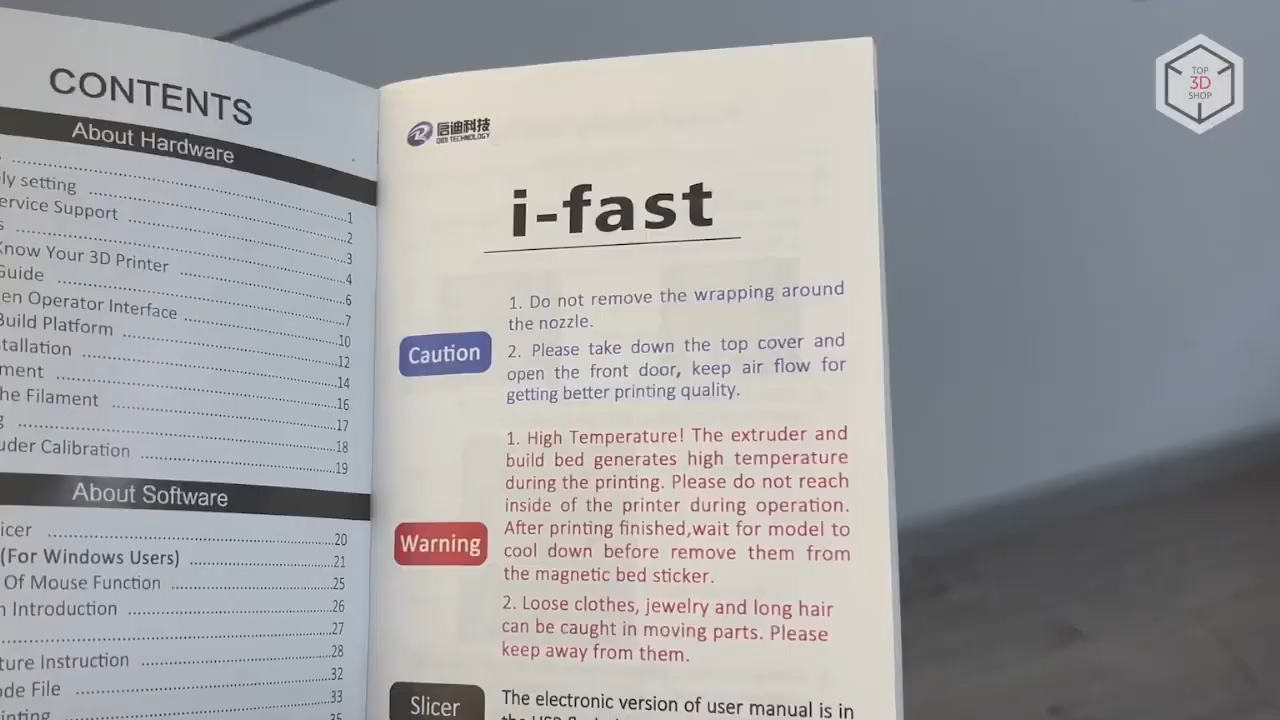 CONTENTS
About Hardware
1
ly setting 2
ervice Support 3
4
Know Your 3D Printer 6
Guide 7
en Operator Interface 10
Build Platform 12
tallation 14
ment 16
he Filament 17
18
uder Calibration 19
About Software
icer 20
(For Windows Users) 21
Of Mouse Function 25
n Introduction 26
27
ture Instruction 28
ode File 32
inting 33
35
信迪科技
QIDI TECHNOLOGY
i-fast
Caution
1. Do not remove the wrapping around
the nozzle.
2. Please take down the top cover and
open the front door, keep air flow for
getting better printing quality.
Warning
1. High Temperature! The extruder and
build bed generates high temperature
during the printing. Please do not reach
inside of the printer during operation.
After printing finished,wait for model to
cool down before remove them from
the magnetic bed sticker.
2. Loose clothes, jewelry and long hair
can be caught in moving parts. Please
keep away from them.
Slicer
The electronic version of user manual is in
TOP
3D
SHOP